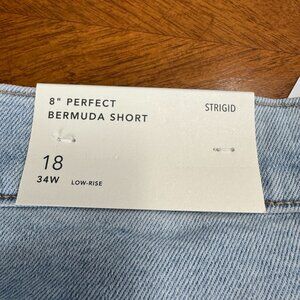 8" PERFECT
BERMUDA SHORT
STRIGID
18
34W
LOW-RISE